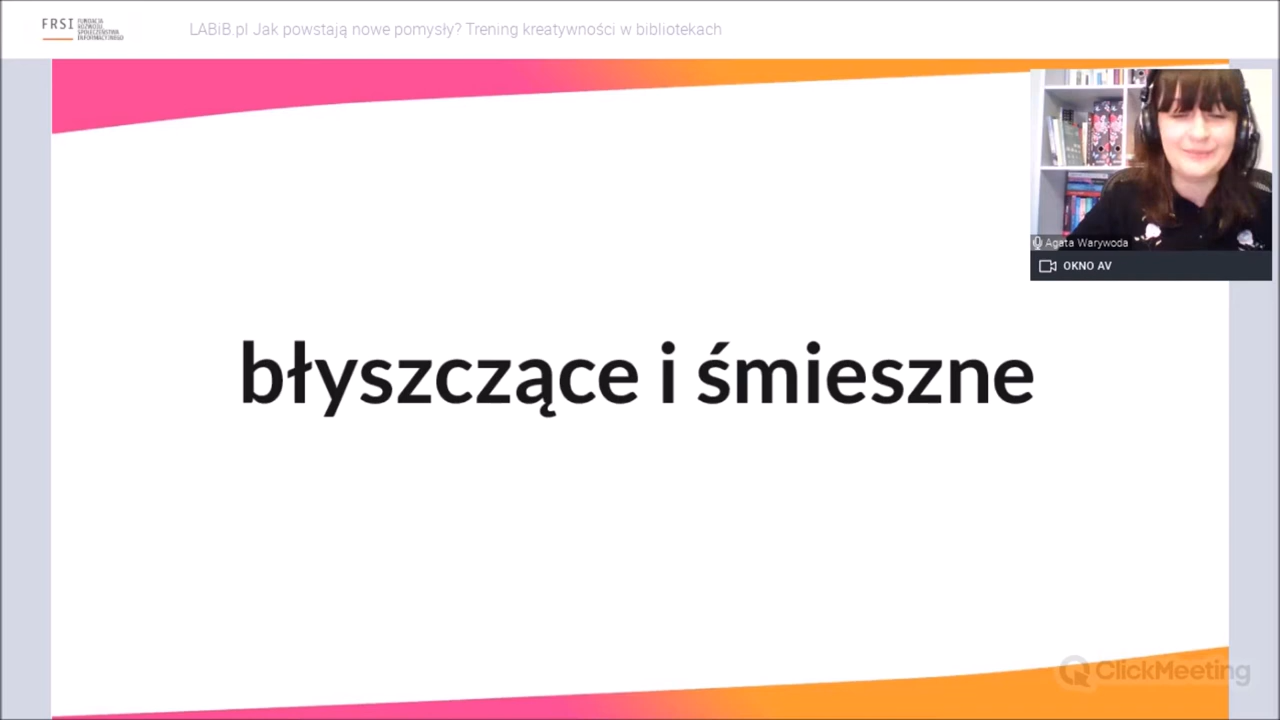 FRSI
FUNDACJA
ROZWOJU
SPOŁECZEŃSTWA
INFORMACYJNEGO
LABiB.pl Jak powstają nowe pomysły? Trening kreatywności w bibliotekach
Agata Warywoda
OKNO AV
błyszczące i śmieszne
ClickMeeting